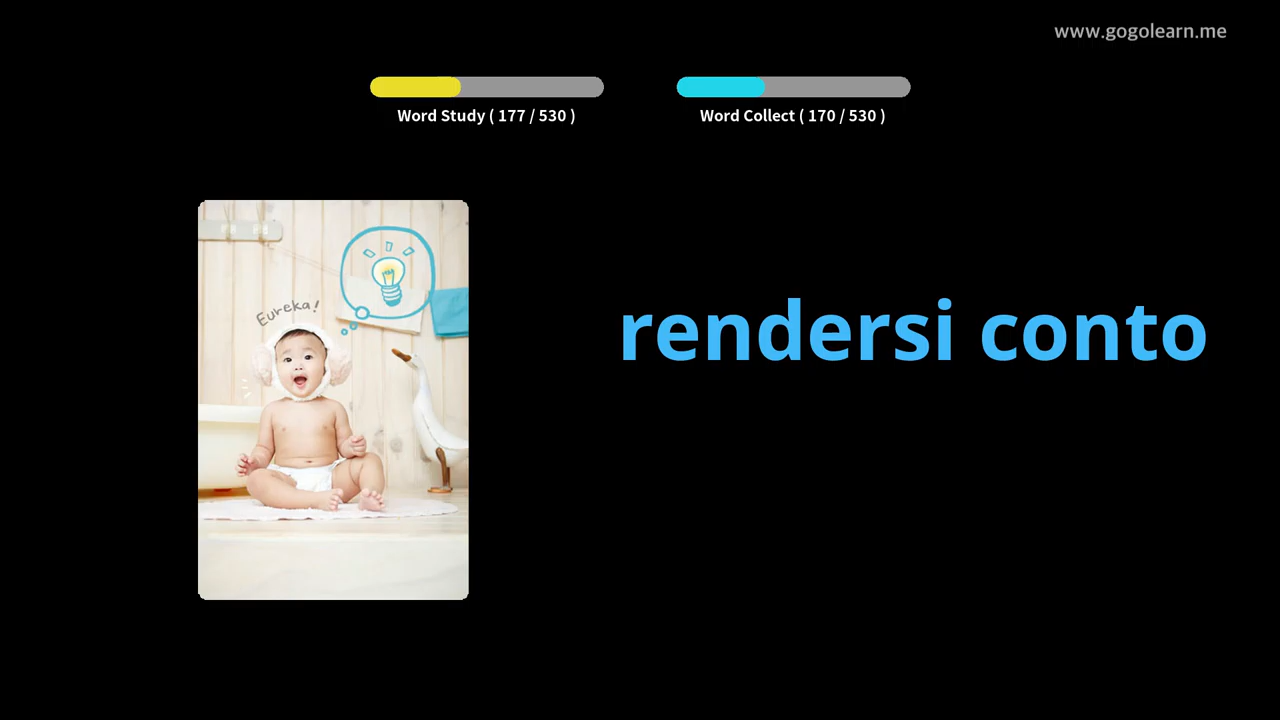 www.gogolearn.me
Word Study ( 177 / 530 )
Word Collect ( 170 / 530 )
Eureka!
rendersi conto